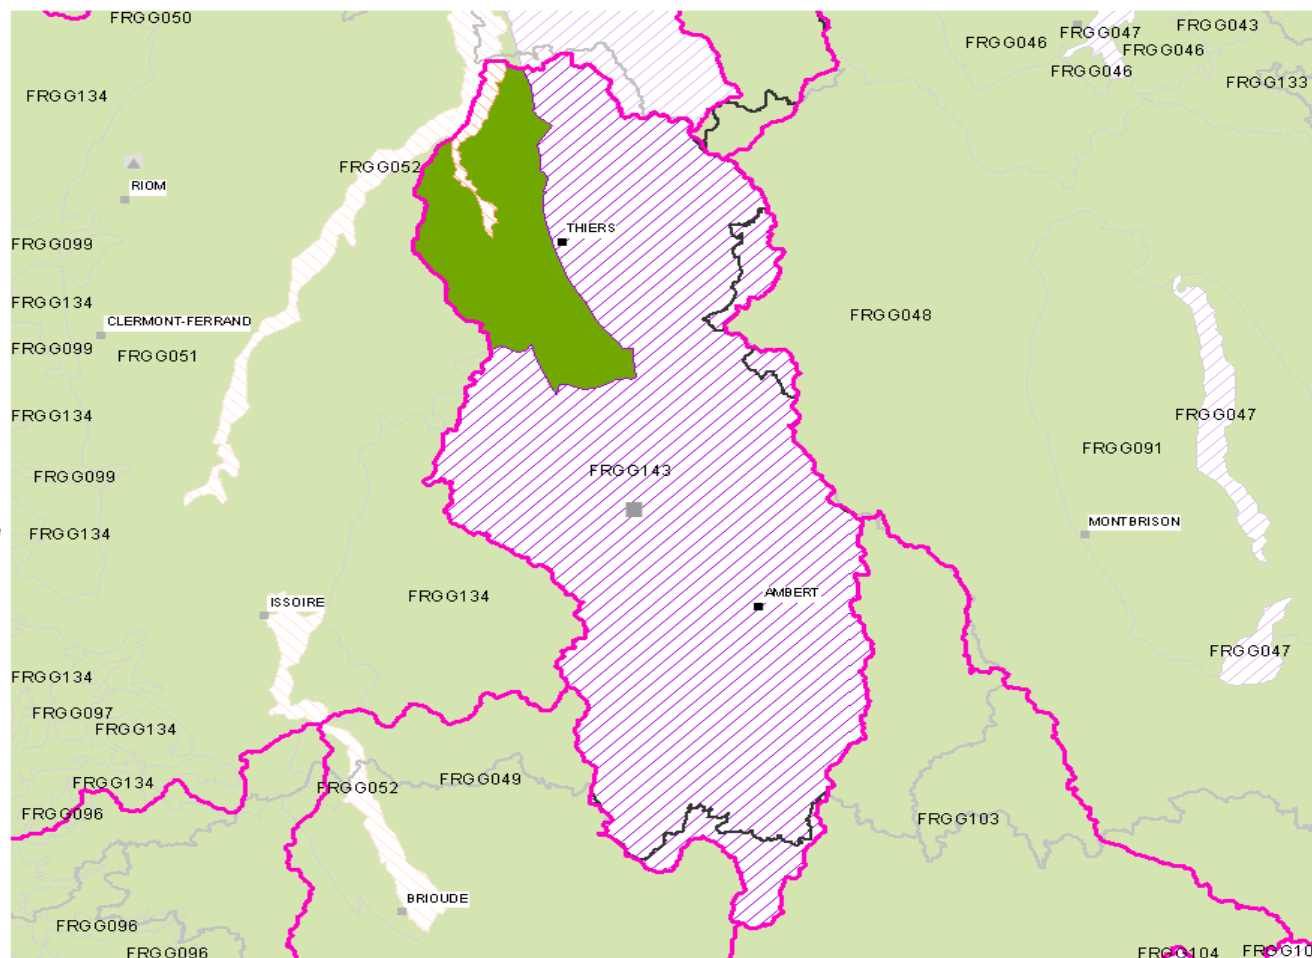 FRGG050
FRGG043
FRGG047
FRGG046
FRGG046
FRGG046
FRGG133
FRGG134
FRGG052
RIOM
THIERS
FRGG099
FRGG134
FRGG048
CLERMONT-FERRAND
FRGG099
FRGG051
FRGG134
FRGG047
FRGG091
FRGG143
FRGG099
MONTBRISON
FRGG134
AMBERT
FRGG134
ISSOIRE
FRGG047
FRGG134
FRGG097
FRGG134
FRGG049
FRGG134
FRGG052
FRGG096
FRGG103
BRIOUDE
FRGG096
FRGG096
FRGG104
FRGG10